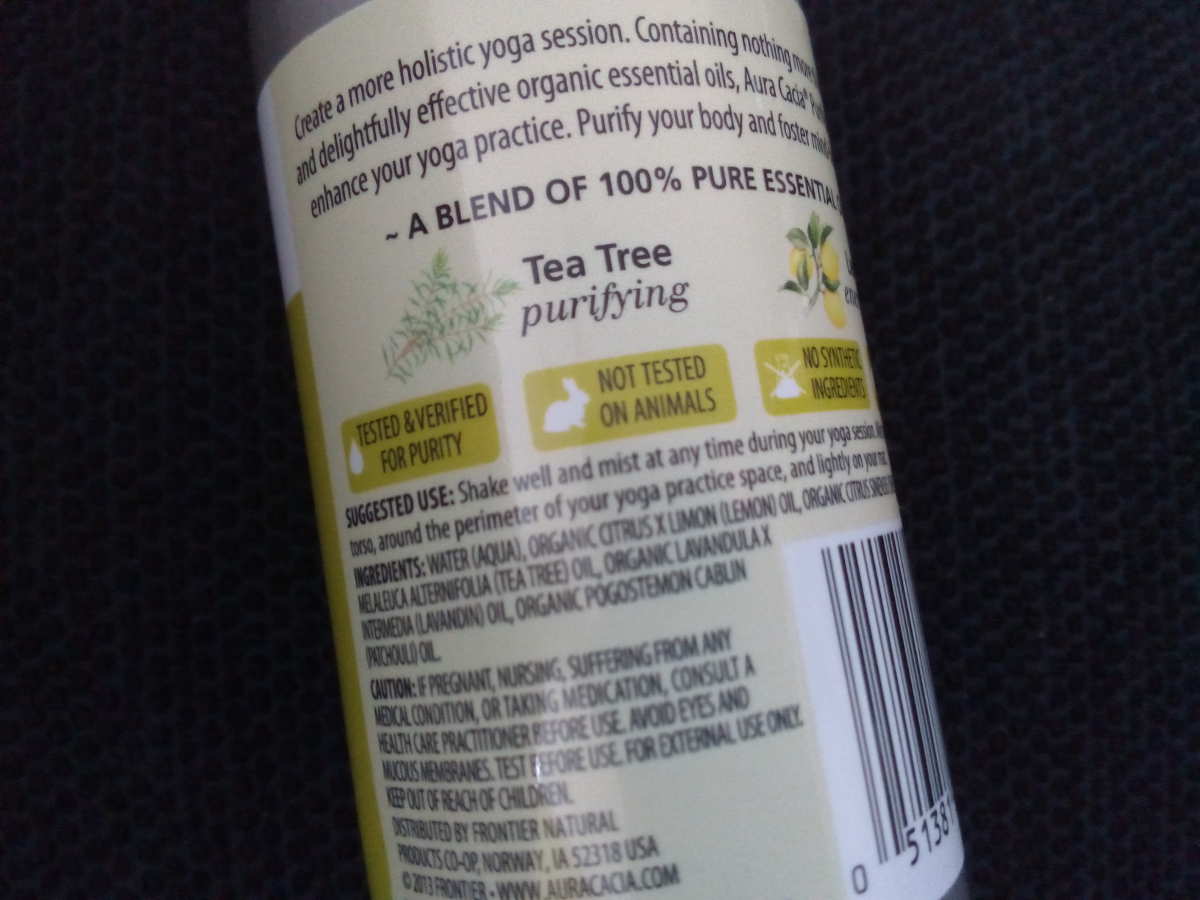 Create a more holistic yoga session. Containing nothing more
and delightfully effective organic essential oils, Aura Cacia®
enhance your yoga practice. Purify your body and foster
~ A BLEND OF 100% PURE ESSENTIAL
Tea Tree
purifying
TESTED & VERIFIED
FOR PURITY
NOT TESTED
ON ANIMALS
NO SYNTHETIC
INGREDIENTS
SUGGESTED USE: Shake well and mist at any time during your yoga session.
torso, around the perimeter of your yoga practice space, and lightly on your
INGREDIENTS: WATER (AQUA), ORGANIC CITRUS X LIMON (LEMON) OIL, ORGANIC CITRUS
MELALEUCA ALTERNIFOLIA (TEA TREE) OIL, ORGANIC LAVANDULA X
INTERMEDIA (LAVANDIN) OIL, ORGANIC POGOSTEMON CABLIN
(PATCHOULI) OIL.
CAUTION: IF PREGNANT, NURSING, SUFFERING FROM ANY
MEDICAL CONDITION, OR TAKING MEDICATION, CONSULT A
HEALTH CARE PRACTITIONER BEFORE USE. AVOID EYES AND
MUCOUS MEMBRANES. TEST BEFORE USE. FOR EXTERNAL USE ONLY.
KEEP OUT OF REACH OF CHILDREN.
DISTRIBUTED BY FRONTIER NATURAL
PRODUCTS CO-OP, NORWAY, IA 52318 USA
© 2013 FRONTIER • WWW.AURACACIA.COM
0 5138